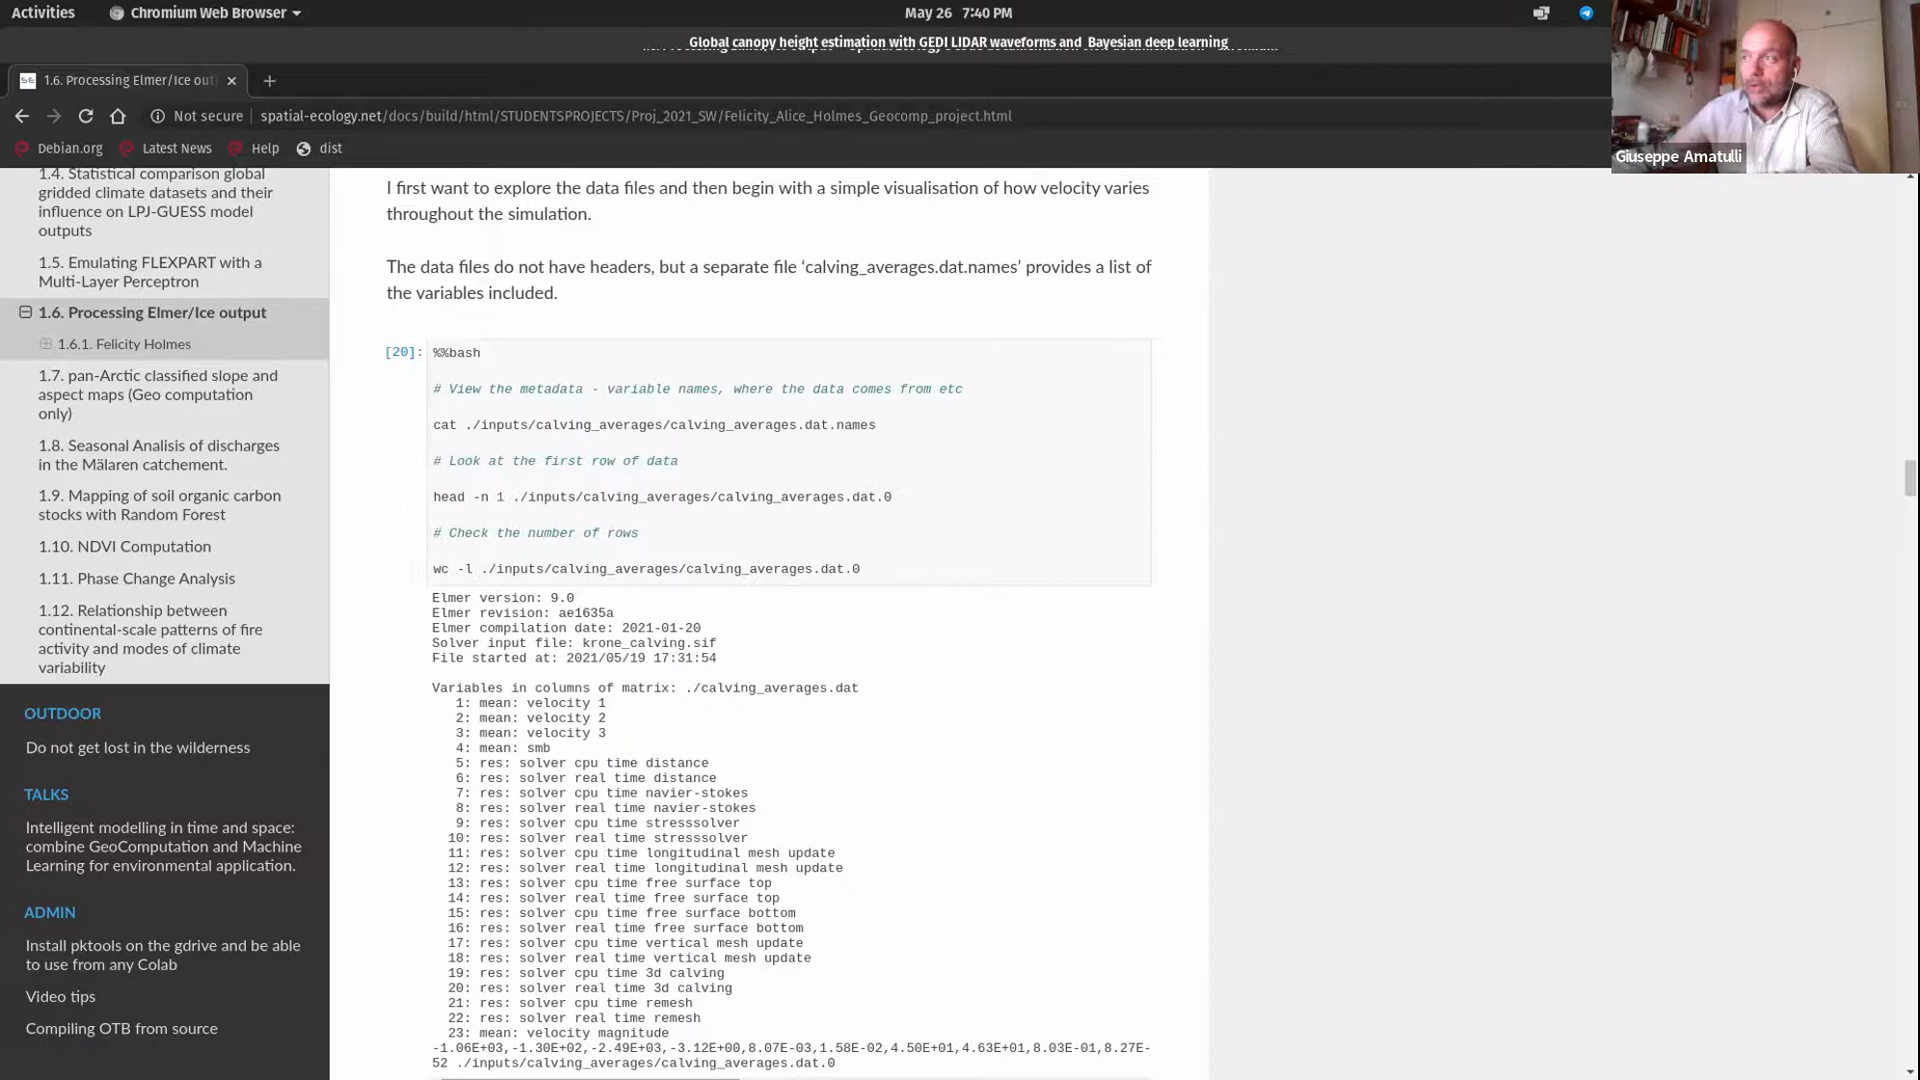 Activities
Chromium Web Browser
May 26 7:40 PM
Global canopy height estimation with GEDI LIDAR waveforms and Bayesian deep learning
1.6. Processing Elmer/Ice out
Not secure
spatial-ecology.net/docs/build/html/STUDENTSPROJECTS/Proj_2021_SW/Felicity_Alice_Holmes_Geocomp_project.html
Debian.org
Latest News
Help
dist
Giuseppe Amatulli
1.4. Statistical comparison global
gridded climate datasets and their
influence on LPJ-GUESS model
outputs
1.5. Emulating FLEXPART with a
Multi-Layer Perceptron
1.6. Processing Elmer/Ice output
1.6.1. Felicity Holmes
1.7. pan-Arctic classified slope and
aspect maps (Geo computation
only)
1.8. Seasonal Analisis of discharges
in the Mälaren catchement.
1.9. Mapping of soil organic carbon
stocks with Random Forest
1.10. NDVI Computation
1.11. Phase Change Analysis
1.12. Relationship between
continental-scale patterns of fire
activity and modes of climate
variability
OUTDOOR
Do not get lost in the wilderness
TALKS
Intelligent modelling in time and space:
combine GeoComputation and Machine
Learning for environmental application.
ADMIN
Install pktools on the gdrive and be able
to use from any Colab
Video tips
Compiling OTB from source
I first want to explore the data files and then begin with a simple visualisation of how velocity varies
throughout the simulation.
The data files do not have headers, but a separate file ‘calving_averages.dat.names’ provides a list of
the variables included.
[20]:
%%bash
# View the metadata - variable names, where the data comes from etc
cat ./inputs/calving_averages/calving_averages.dat.names
# Look at the first row of data
head -n 1 ./inputs/calving_averages/calving_averages.dat.0
# Check the number of rows
wc -l ./inputs/calving_averages/calving_averages.dat.0
Elmer version: 9.0
Elmer revision: ae1635a
Elmer compilation date: 2021-01-20
Solver input file: krone_calving.sif
File started at: 2021/05/19 17:31:54
Variables in columns of matrix: ./calving_averages.dat
1: mean: velocity 1
2: mean: velocity 2
3: mean: velocity 3
4: mean: smb
5: res: solver cpu time distance
6: res: solver real time distance
7: res: solver cpu time navier-stokes
8: res: solver real time navier-stokes
9: res: solver cpu time stresssolver
10: res: solver real time stresssolver
11: res: solver cpu time longitudinal mesh update
12: res: solver real time longitudinal mesh update
13: res: solver cpu time free surface top
14: res: solver real time free surface top
15: res: solver cpu time free surface bottom
16: res: solver real time free surface bottom
17: res: solver cpu time vertical mesh update
18: res: solver real time vertical mesh update
19: res: solver cpu time 3d calving
20: res: solver real time 3d calving
21: res: solver cpu time remesh
22: res: solver real time remesh
23: mean: velocity magnitude
-1.06E+03,-1.30E+02,-2.49E+03,-3.12E+00,8.07E-03,1.58E-02,4.50E+01,4.63E+01,8.03E-01,8.27E-
52 ./inputs/calving_averages/calving_averages.dat.0